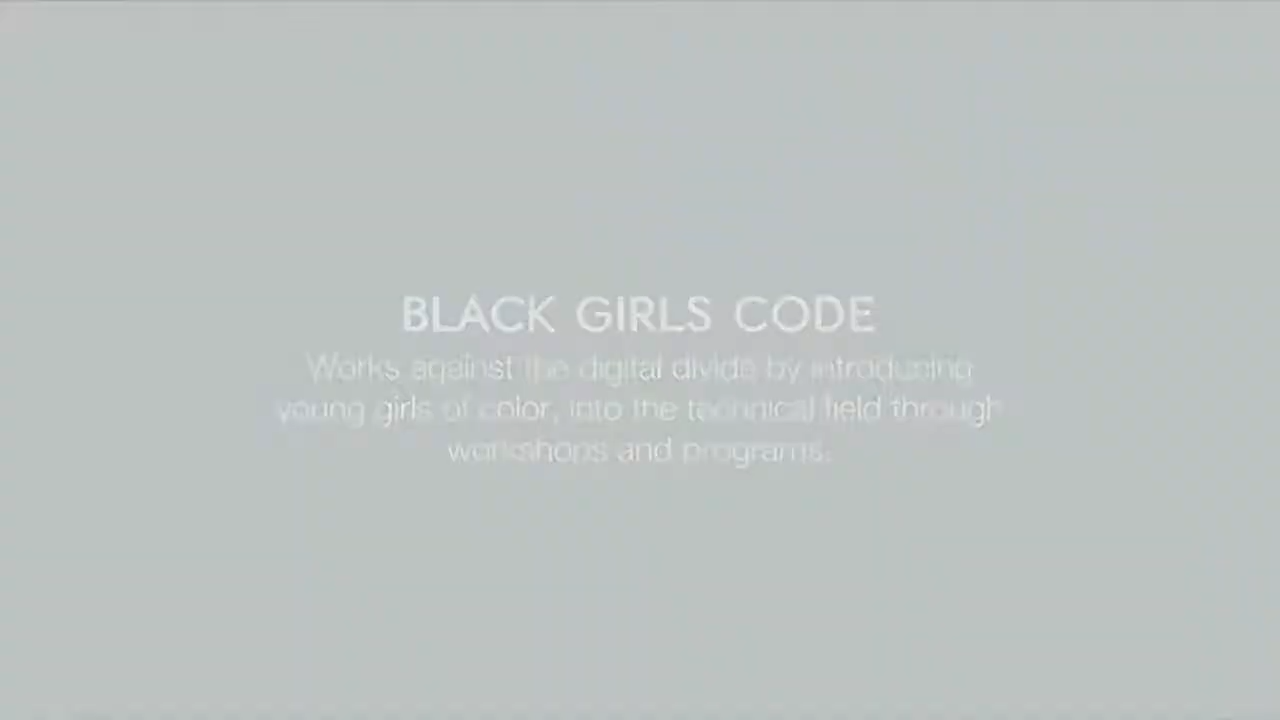 BLACK GIRLS CODE
Works against the digital divide by introducing
young girls of color, into the technical field through
workshops and programs.